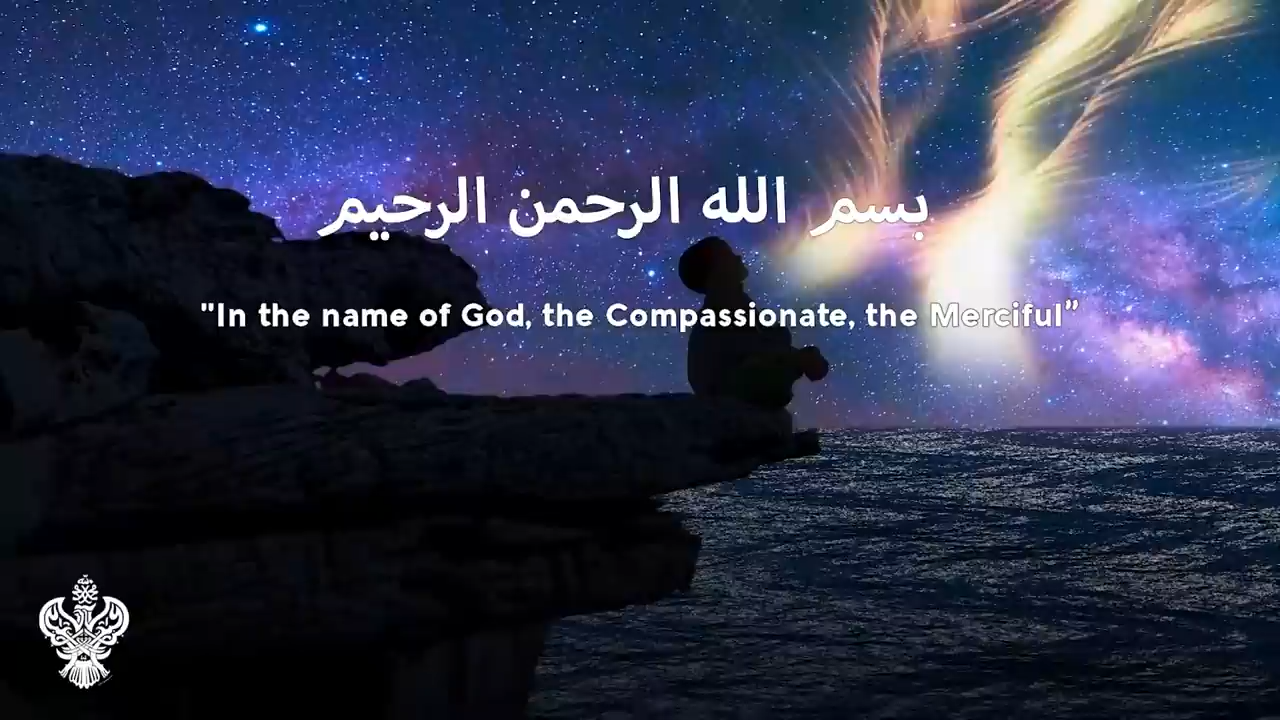 بسم الله الرحمن الرحيم
"In the name of God, the Compassionate, the Merciful”